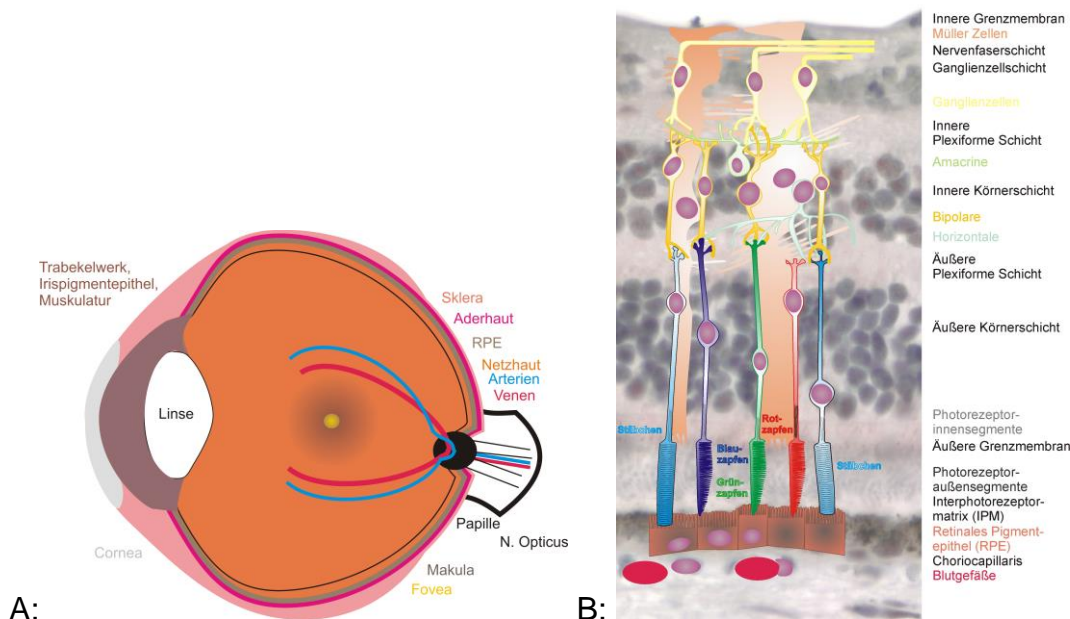 Trabekelwerk,
Irispigmentepithel,
Muskulatur
Sklera
Aderhaut
RPE
Netzhaut
Arterien
Venen
Linse
Papille
N. Opticus
Cornea
Makula
Fovea
A:
Innere Grenzmembran
Müller Zellen
Nervenfaserschicht
Ganglienzellschicht
Ganglienzellen
Innere
Plexiforme Schicht
Amacrine
Innere Körnerschicht
Bipolare
Horizontale
Äußere
Plexiforme Schicht
Äußere Körnerschicht
Stäbchen
Blau-
zapfen
Grün-
zapfen
Rot-
zapfen
Stäbchen
Photorezeptor-
innensegmente
Äußere Grenzmembran
Photorezeptor-
außensegmente
Interphotorezeptor-
matrix (IPM)
Retinales Pigment-
epithel (RPE)
Choriocapillaris
Blutgefäße
B: